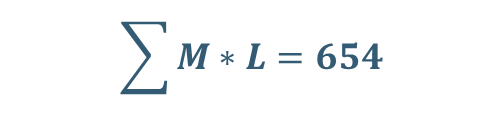 ∑ M * L = 654